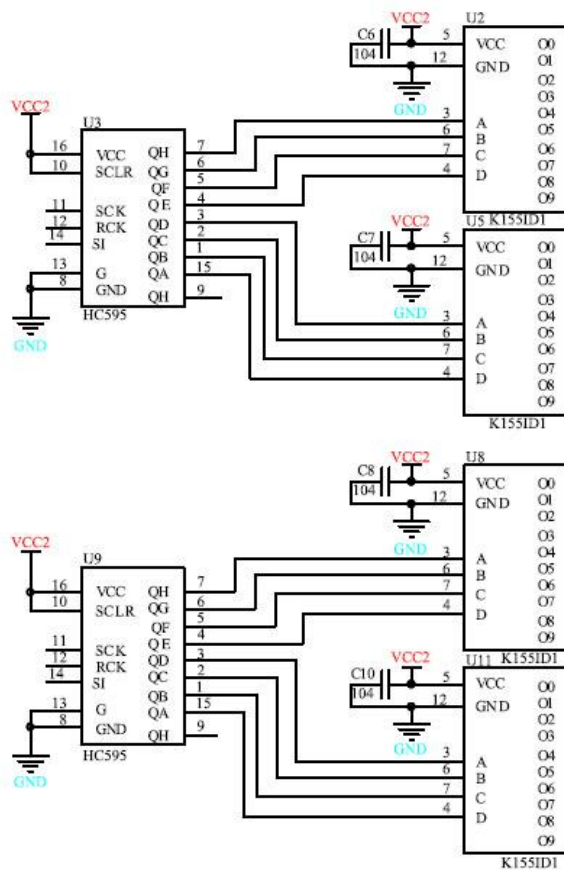 U2
C6
VCC2
104
5
12
VCC
GND
GND
3
6
7
4
A
B
C
D
O0
O1
O2
O3
O4
O5
O6
O7
O8
O9
K155ID1
VCC2
U3
16
10
VCC
SCLR
11
12
14
SCK
RCK
SI
13
8
G
GND
QH
QG
QF
QE
QD
QC
QB
QA
QH
7
6
5
4
3
2
1
15
9
HC595
GND
U5
C7
VCC2
104
5
12
VCC
GND
GND
3
6
7
4
A
B
C
D
O0
O1
O2
O3
O4
O5
O6
O7
O8
O9
K155ID1
U8
C8
VCC2
104
5
12
VCC
GND
GND
3
6
7
4
A
B
C
D
O0
O1
O2
O3
O4
O5
O6
O7
O8
O9
K155ID1
VCC2
U9
16
10
VCC
SCLR
11
12
14
SCK
RCK
SI
13
8
G
GND
QH
QG
QF
QE
QD
QC
QB
QA
QH
7
6
5
4
3
2
1
15
9
HC595
GND
U11
C10
VCC2
104
5
12
VCC
GND
GND
3
6
7
4
A
B
C
D
O0
O1
O2
O3
O4
O5
O6
O7
O8
O9
K155ID1